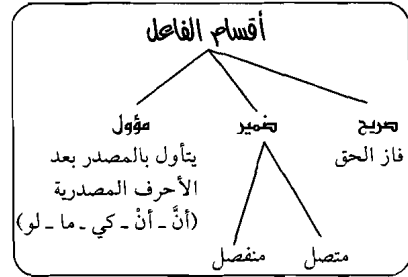 أقسام الفاعل
صريح ضمير مؤول
فاز الحق
يتأول بالمصدر بعد
الأحرف المصدرية
(أنَّ ـ أنْ ـ كي ـ ما ـ لو)
متصل منفصل